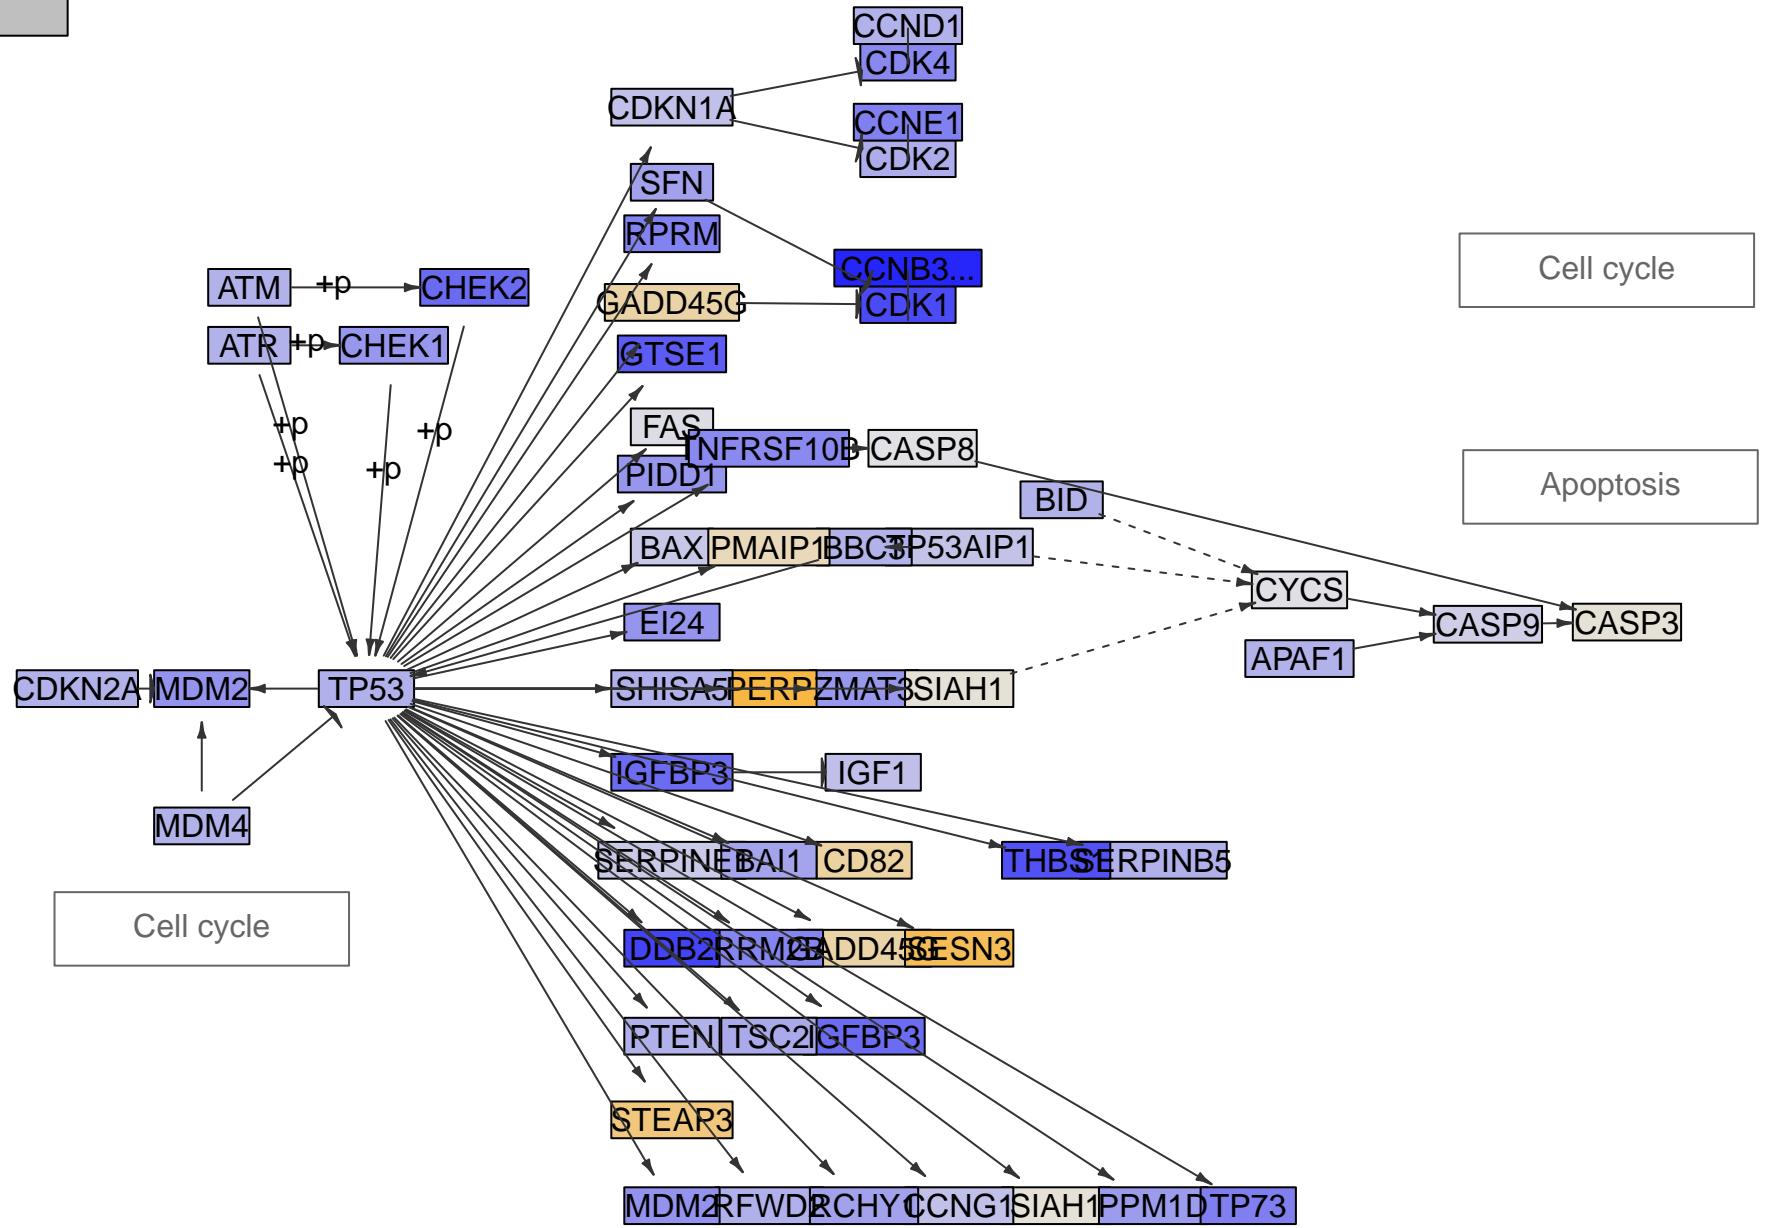 CCND1
CDK4
CDKN1A
CCNE1
CDK2
SFN
RPRM
CCNB3...
Cell cycle
ATM
+p
CHEK2
GADD45G
CDK1
ATR
+p
CHEK1
GTSE1
+p
+p
+p
+p
FAS
TNFRSF10B
CASP8
PIDD1
Apoptosis
BID
BAX
PMAIP1
BBC3
TP53AIP1
CYCS
EI24
CASP9
CASP3
APAF1
CDKN2A
MDM2
TP53
SHISA5
PERP
ZMAT3
SIAH1
IGFBP3
IGF1
MDM4
SERPINE1
BAI1
CD82
THBS1
SERPINB5
Cell cycle
DDB2
RRM2B
GADD45G
SESN3
PTEN
TSC2
IGFBP3
STEAP3
MDM2
RFWD2
RCHY1
CCNG1
SIAH1
PPM1D
TP73